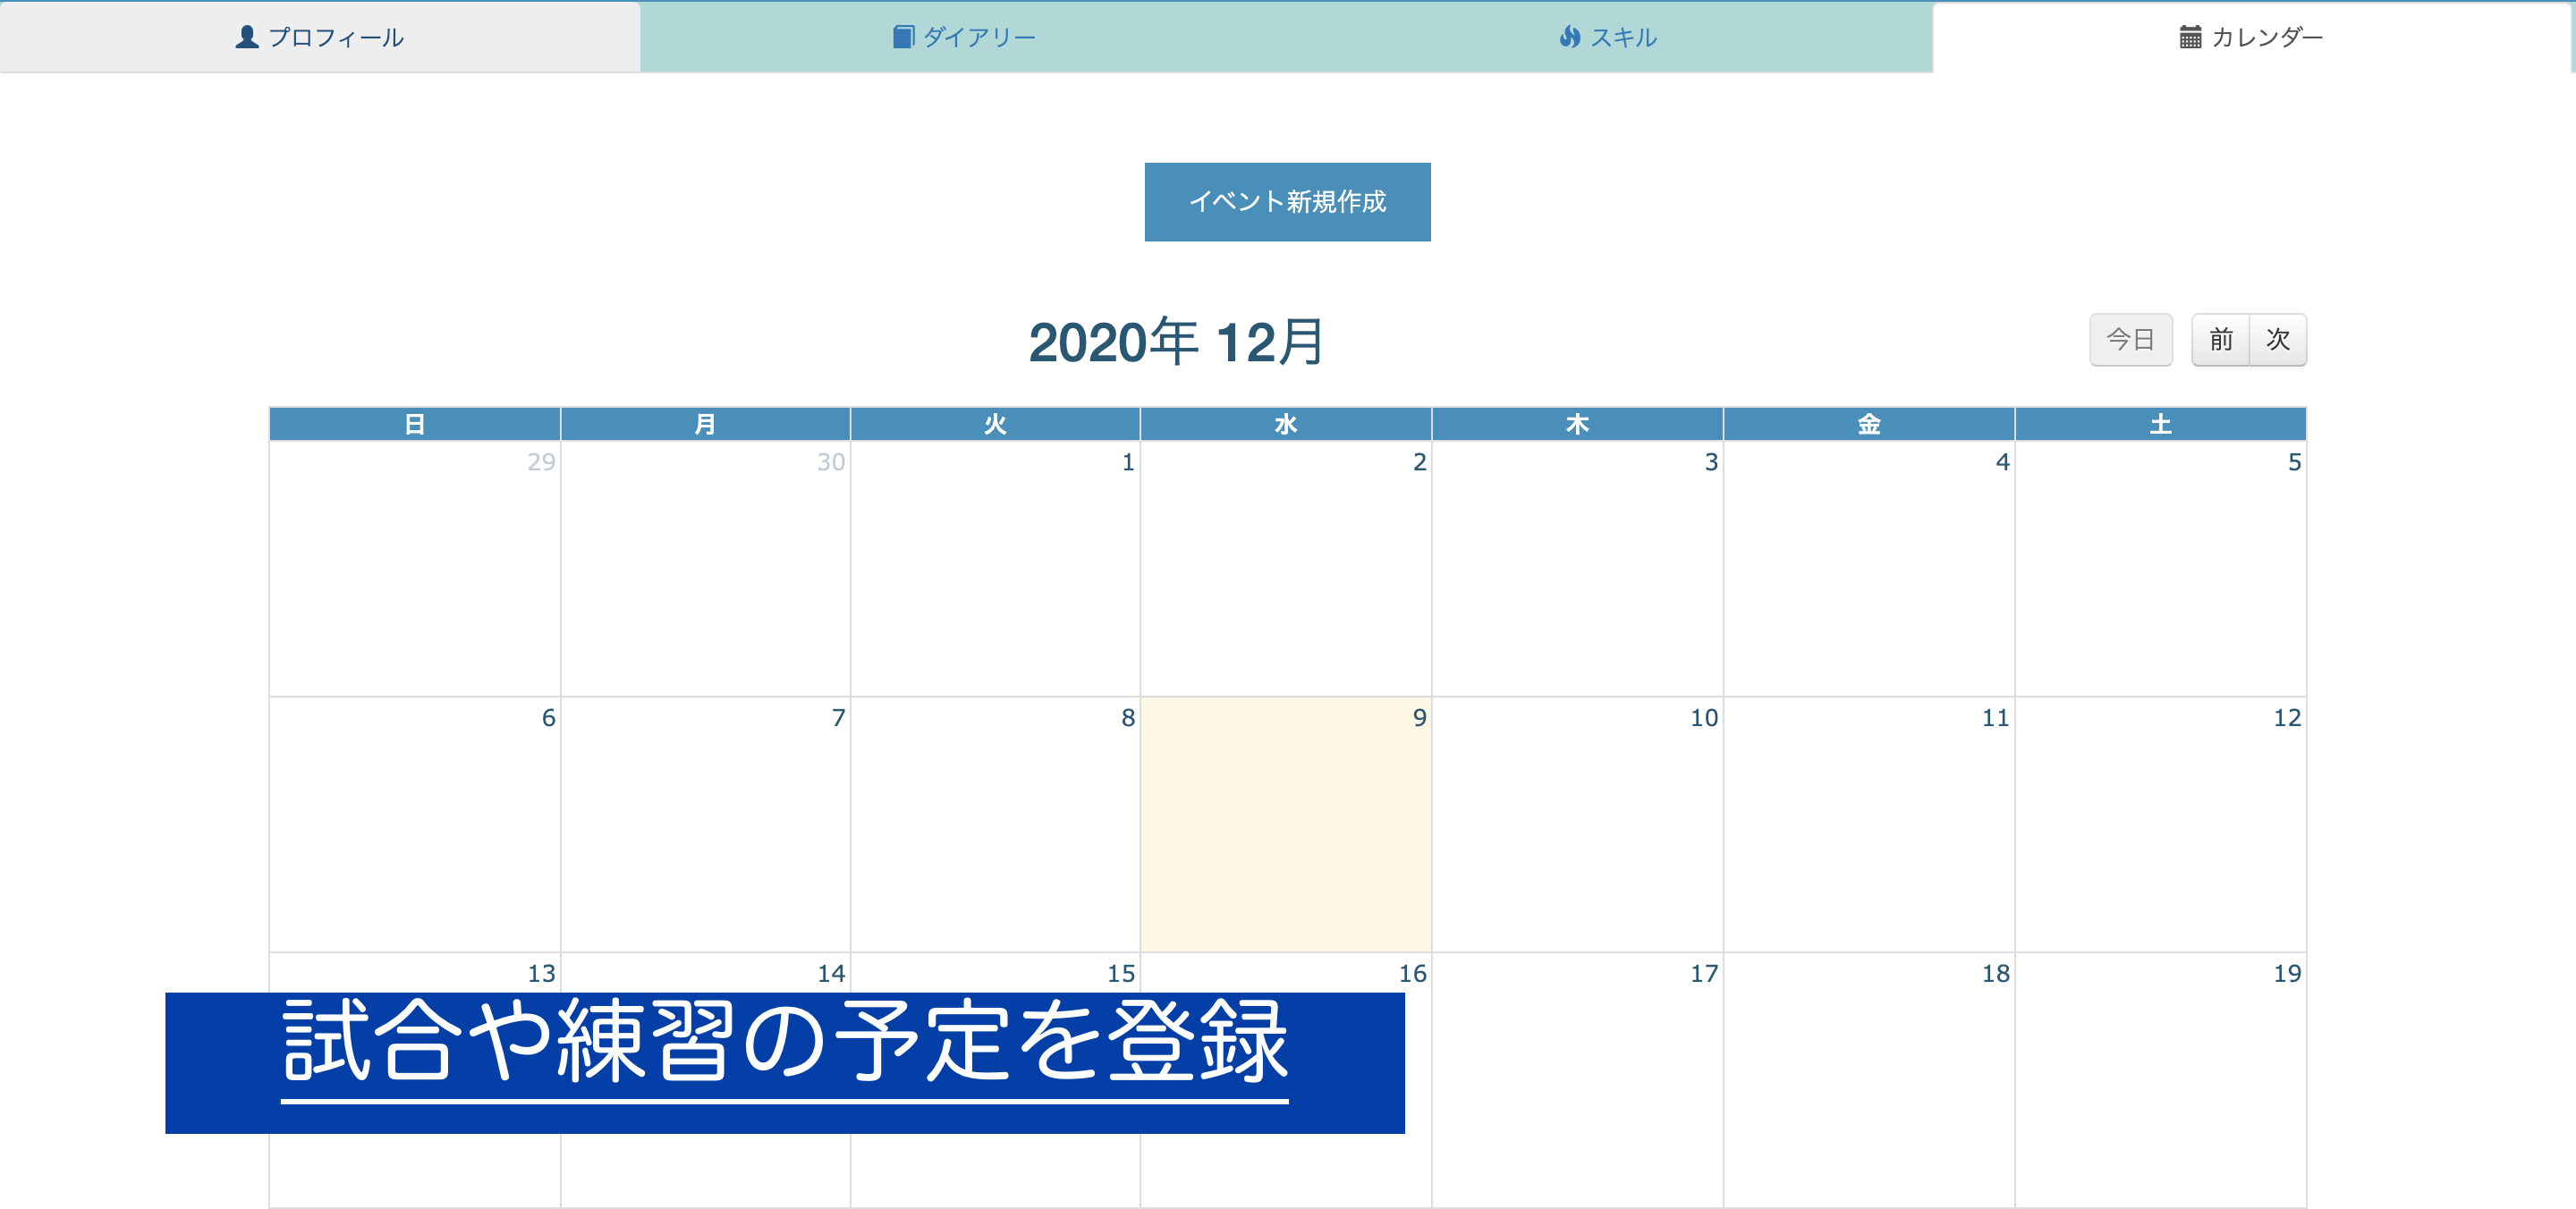 プロフィール ダイアリー スキル カレンダー
イベント新規作成
2020年 12月 今日 前 次
日 月 火 水 木 金 土
29 30 1 2 3 4 5
6 7 8 9 10 11 12
13 14 15 16 17 18 19
試合や練習の予定を登録